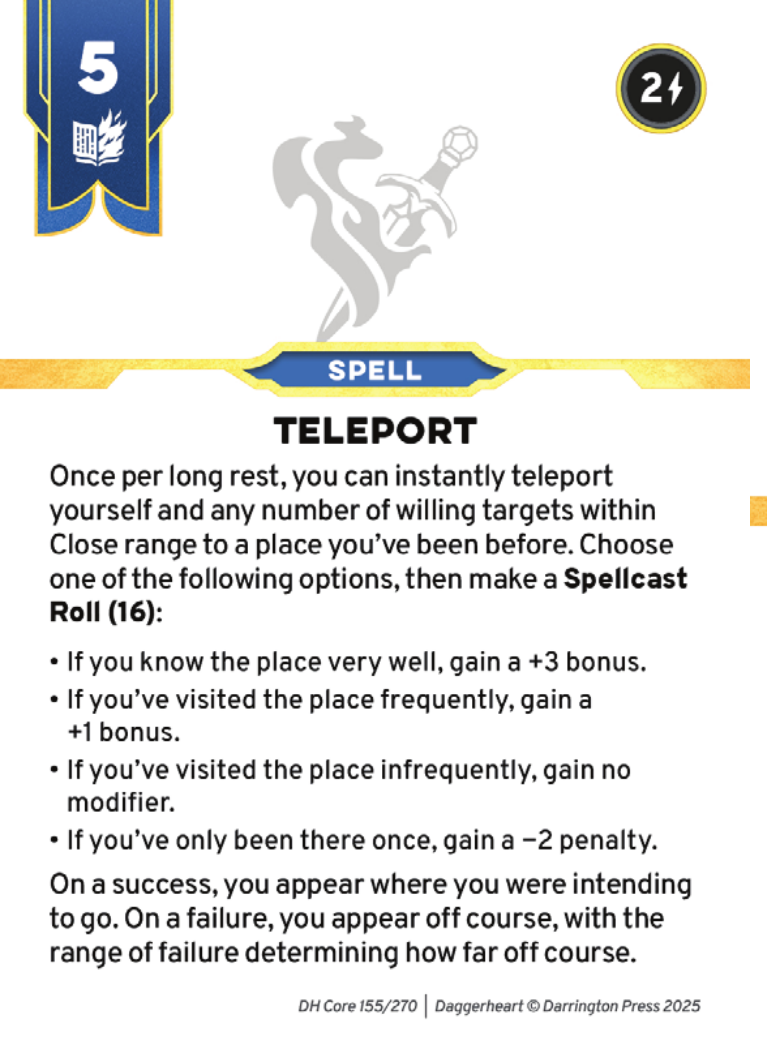 5
2
SPELL
TELEPORT
Once per long rest, you can instantly teleport
yourself and any number of willing targets within
Close range to a place you've been before. Choose
one of the following options, then make a Spellcast
Roll (16):
• If you know the place very well, gain a +3 bonus.
• If you've visited the place frequently, gain a
+1 bonus.
• If you've visited the place infrequently, gain no
modifier.
• If you've only been there once, gain a −2 penalty.
On a success, you appear where you were intending
to go. On a failure, you appear off course, with the
range of failure determining how far off course.
DH Core 155/270 | Daggerheart © Darrington Press 2025